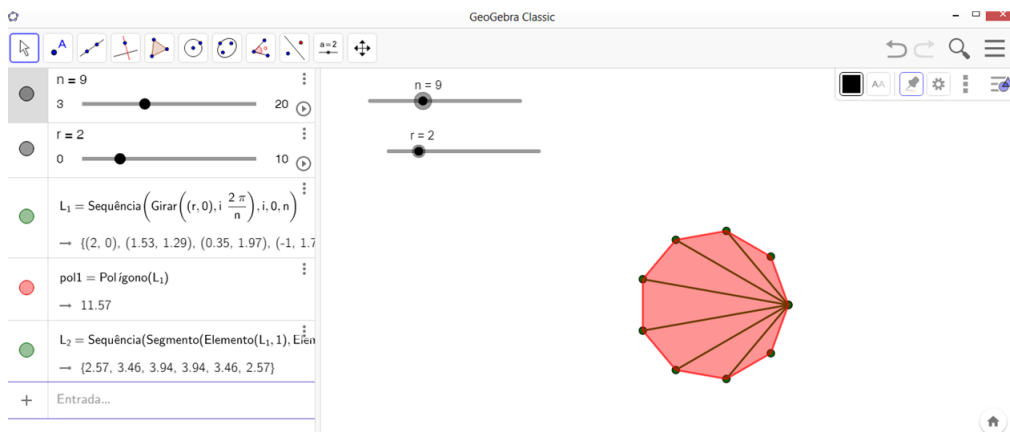 GeoGebra Classic
A
a=2
n = 9
3 20
r = 2
0 10
L₁ = Sequência(Girar((r, 0), i 2 π / n), i, 0, n)
→ {(2, 0), (1.53, 1.29), (0.35, 1.97), (-1, 1.7
pol1 = Polígono(L₁)
→ 11.57
L₂ = Sequência(Segmento(Elemento(L₁, 1), Elem
→ {2.57, 3.46, 3.94, 3.94, 3.46, 2.57}
Entrada...
n = 9
r = 2
AA